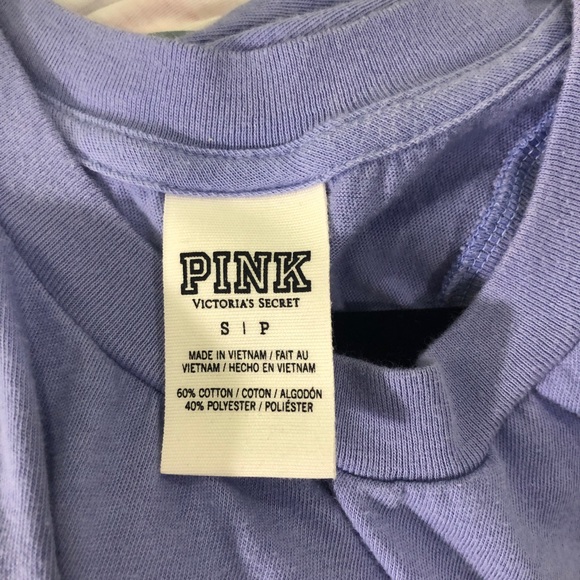 PINK
VICTORIA'S SECRET
S | P
MADE IN VIETNAM / FAIT AU
VIETNAM / HECHO EN VIETNAM
60% COTTON / COTON / ALGODÓN
40% POLYESTER / POLIÉSTER